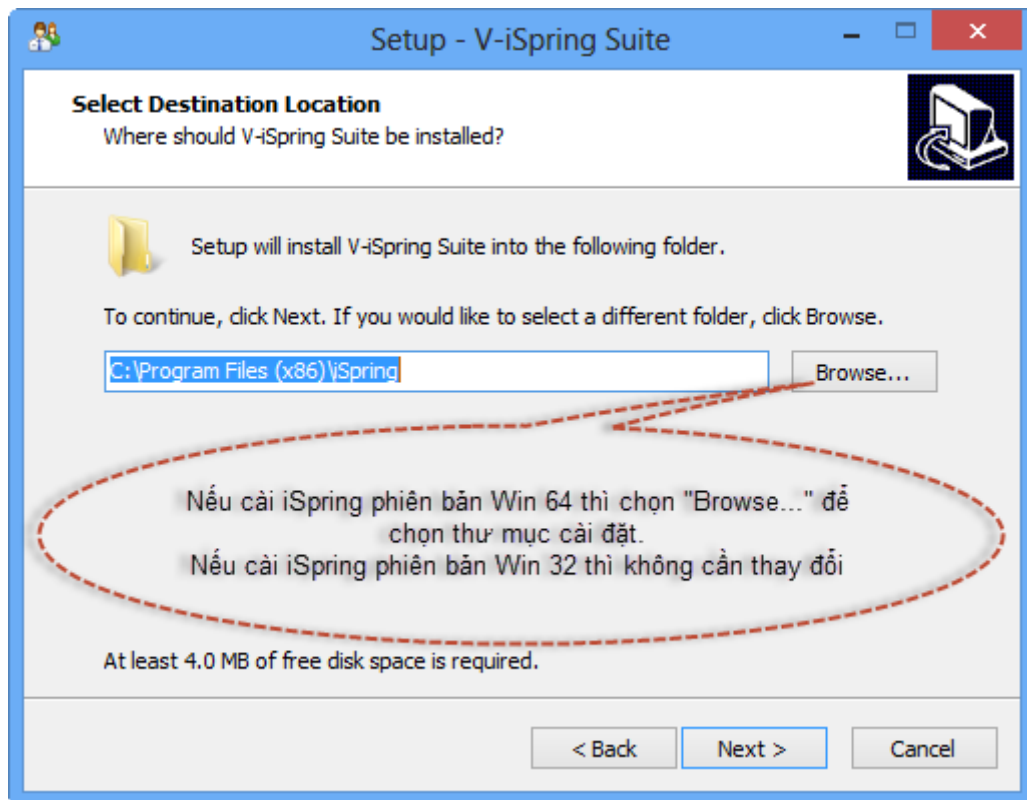 Setup - V-iSpring Suite
Select Destination Location
Where should V-iSpring Suite be installed?
Setup will install V-iSpring Suite into the following folder.
To continue, click Next. If you would like to select a different folder, click Browse.
C:\Program Files (x86)\iSpring
Browse...
Nếu cài iSpring phiên bản Win 64 thì chọn "Browse..." để
chọn thư mục cài đặt.
Nếu cài iSpring phiên bản Win 32 thì không cần thay đổi
At least 4.0 MB of free disk space is required.
< Back
Next >
Cancel